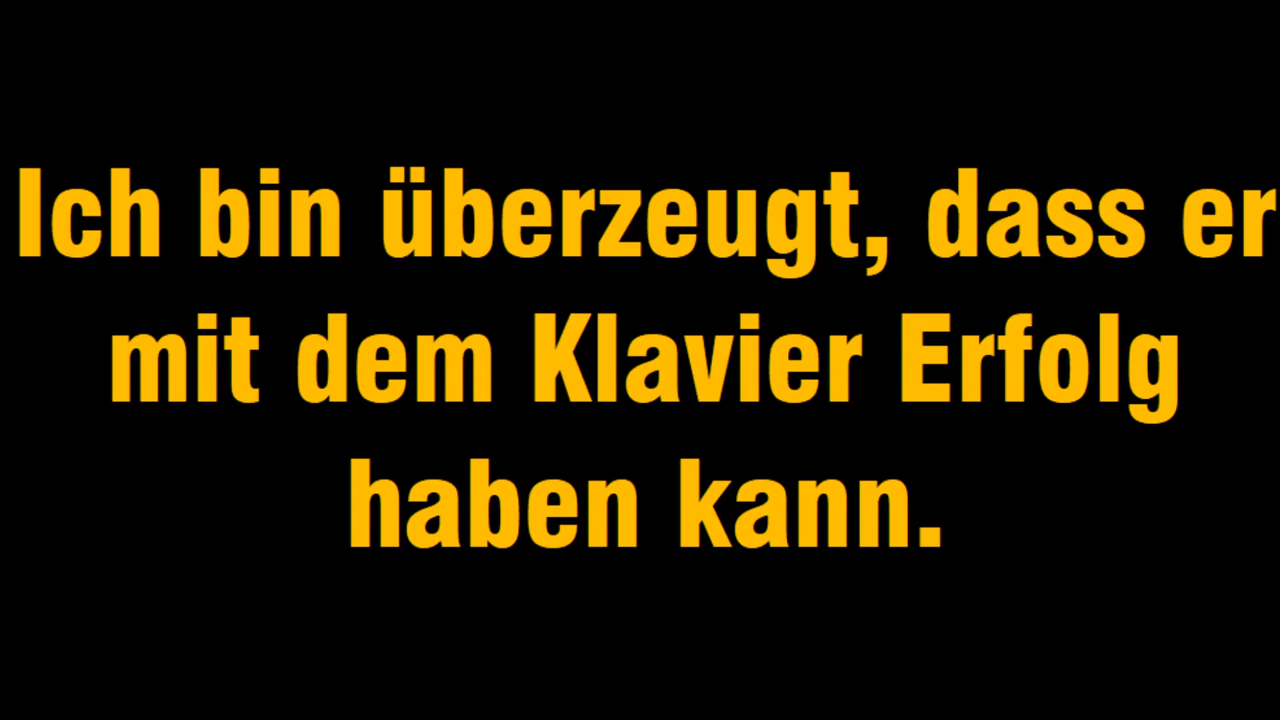 Ich bin überzeugt, dass er
mit dem Klavier Erfolg
haben kann.